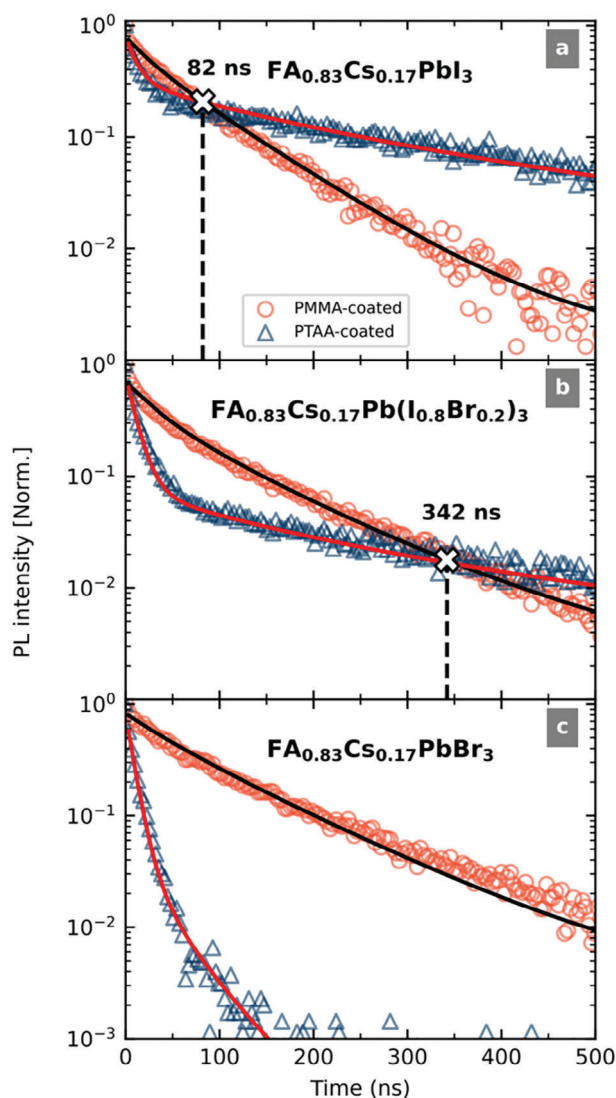 PL intensity [Norm.]
10⁰
10⁻¹
10⁻²
a
82 ns
FA₀.₈₃Cs₀.₁₇PbI₃
PMMA-coated
PTAA-coated
10⁰
10⁻¹
10⁻²
b
FA₀.₈₃Cs₀.₁₇Pb(I₀.₈Br₀.₂)₃
342 ns
10⁰
10⁻¹
10⁻²
10⁻³
c
FA₀.₈₃Cs₀.₁₇PbBr₃
0 100 200 300 400 500
Time (ns)